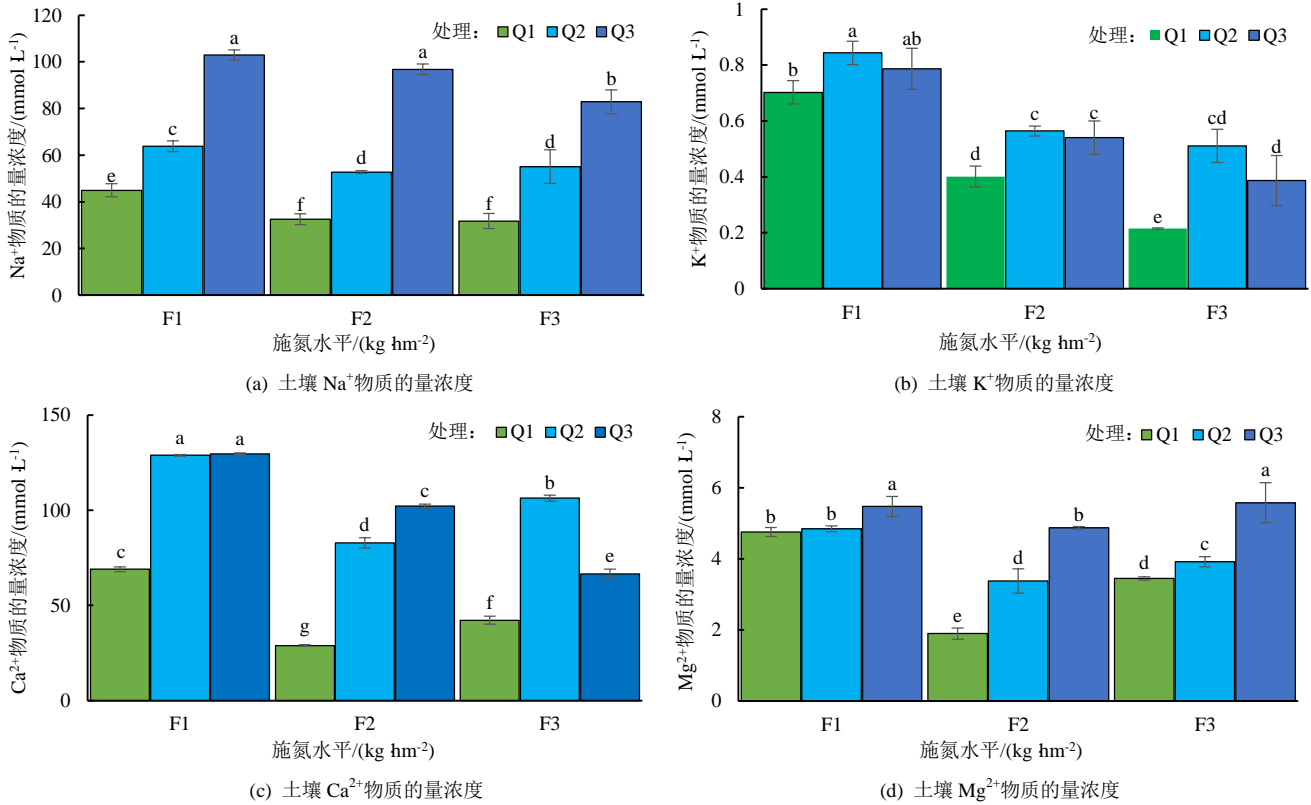 120
100
80
60
40
20
0
Na⁺物质的量浓度/(mmol L⁻¹)
处理： Q1 Q2 Q3
e c a
f d a
f d b
F1 F2 F3
施氮水平/(kg hm⁻²)
(a) 土壤 Na⁺物质的量浓度
1
0.8
0.6
0.4
0.2
0
K⁺物质的量浓度/(mmol L⁻¹)
处理： Q1 Q2 Q3
b a ab
d c c
e cd d
F1 F2 F3
施氮水平/(kg hm⁻²)
(b) 土壤 K⁺物质的量浓度
150
100
50
0
Ca²⁺物质的量浓度/(mmol L⁻¹)
处理： Q1 Q2 Q3
c a a
g d c
f b e
F1 F2 F3
施氮水平/(kg hm⁻²)
(c) 土壤 Ca²⁺物质的量浓度
8
6
4
2
0
Mg²⁺物质的量浓度/(mmol L⁻¹)
处理： Q1 Q2 Q3
b b a
e d b
d c a
F1 F2 F3
施氮水平/(kg hm⁻²)
(d) 土壤 Mg²⁺物质的量浓度